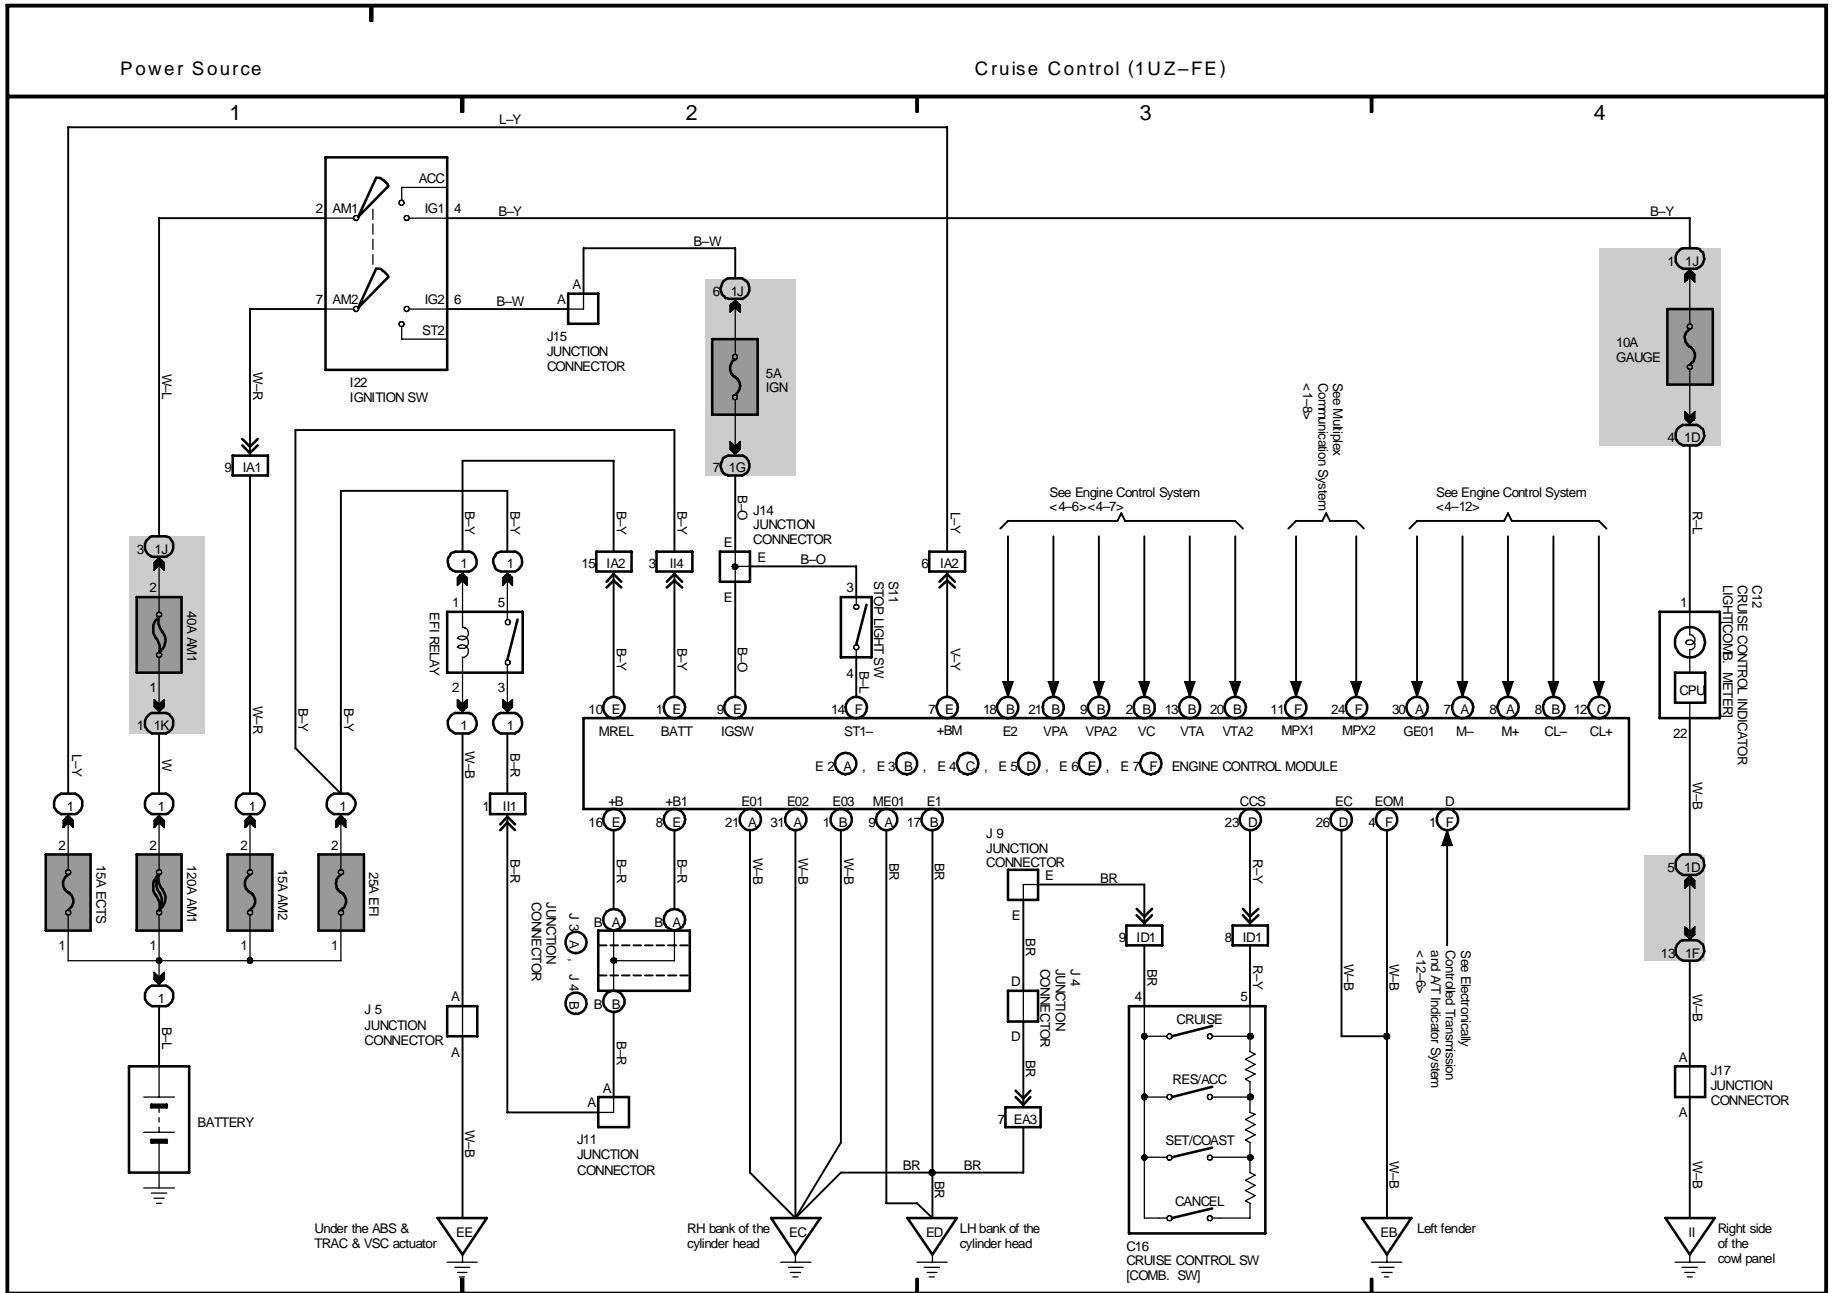 Power Source
Cruise Control (1UZ–FE)
1
2
3
4
L–Y
ACC
2 AM1
IG1 4
B–Y
B–Y
7 AM2
IG2 6
ST2
B–W
B–W
A
A
J15
JUNCTION
CONNECTOR
I22
IGNITION SW
6 1J
5A
IGN
7 1G
1 1J
10A
GAUGE
4 1D
W–L
W–R
9 IA1
B–O
J14
JUNCTION
CONNECTOR
E
E
E
B–O
L–Y
See Multiplex
Communication System
<1–8>
See Engine Control System
<4–6><4–7>
See Engine Control System
<4–12>
R–L
3 1J
2
40A AM1
1
1 1K
B–Y
B–Y
B–Y
B–Y
1
1
15 IA2
3 II4
6 IA2
1
5
EFI RELAY
2
3
1
1
3
S11
STOP LIGHT SW
4
B–Y
B–Y
B–O
B–L
V–Y
1
C12
CRUISE CONTROL INDICATOR
LIGHT[COMB. METER]
CPU
22
W–R
B–Y
10 E
1 E
9 E
14 F
7 E
18 B
21 B
9 B
2 B
13 B
20 B
11 F
24 F
30 A
7 A
8 A
8 B
12 C
MREL
BATT
IGSW
ST1–
+BM
E2
VPA
VPA2
VC
VTA
VTA2
MPX1
MPX2
GE01
M–
M+
CL–
CL+
E 2 A , E 3 B , E 4 C , E 5 D , E 6 E , E 7 F ENGINE CONTROL MODULE
+B
+B1
E01
E02
E03
ME01
E1
CCS
EC
EOM
D
16 E
8 E
21 A
31 A
1 B
9 A
17 B
23 D
26 D
4 F
1 F
L–Y
W
W–B
B–R
W–B
1
1
1
1
1 II1
2
2
2
2
15A ECTS
120A AM1
15A AM2
25A EFI
1
1
1
1
B–R
B–R
B–R
W–B
W–B
W–B
BR
BR
J 9
JUNCTION
CONNECTOR
E
E
BR
R–Y
5 1D
13 1F
JUNCTION
CONNECTOR
J 3 A , J 4 B
B A
B A
B B
9 ID1
8 ID1
BR
BR
R–Y
W–B
W–B
See Electronically
Controlled Transmission
and A/T Indicator System
<12–6>
W–B
1
B–L
BATTERY
J 5
JUNCTION
CONNECTOR
A
A
B–R
D
D
J 4
JUNCTION
CONNECTOR
BR
4
5
CRUISE
RES/ACC
SET/COAST
CANCEL
A
A
J17
JUNCTION
CONNECTOR
A
A
J11
JUNCTION
CONNECTOR
7 EA3
W–B
BR
BR
BR
W–B
Under the ABS &
TRAC & VSC actuator
EE
RH bank of the
cylinder head
EC
ED
LH bank of the
cylinder head
C16
CRUISE CONTROL SW
[COMB. SW]
EB
Left fender
II
Right side
of the
cowl panel